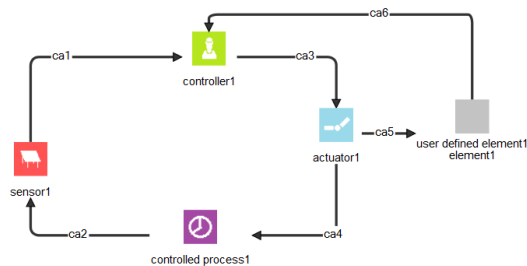 ca6
ca1
ca3
controller1
ca5
user defined element1
element1
actuator1
sensor1
ca2
ca4
controlled process1